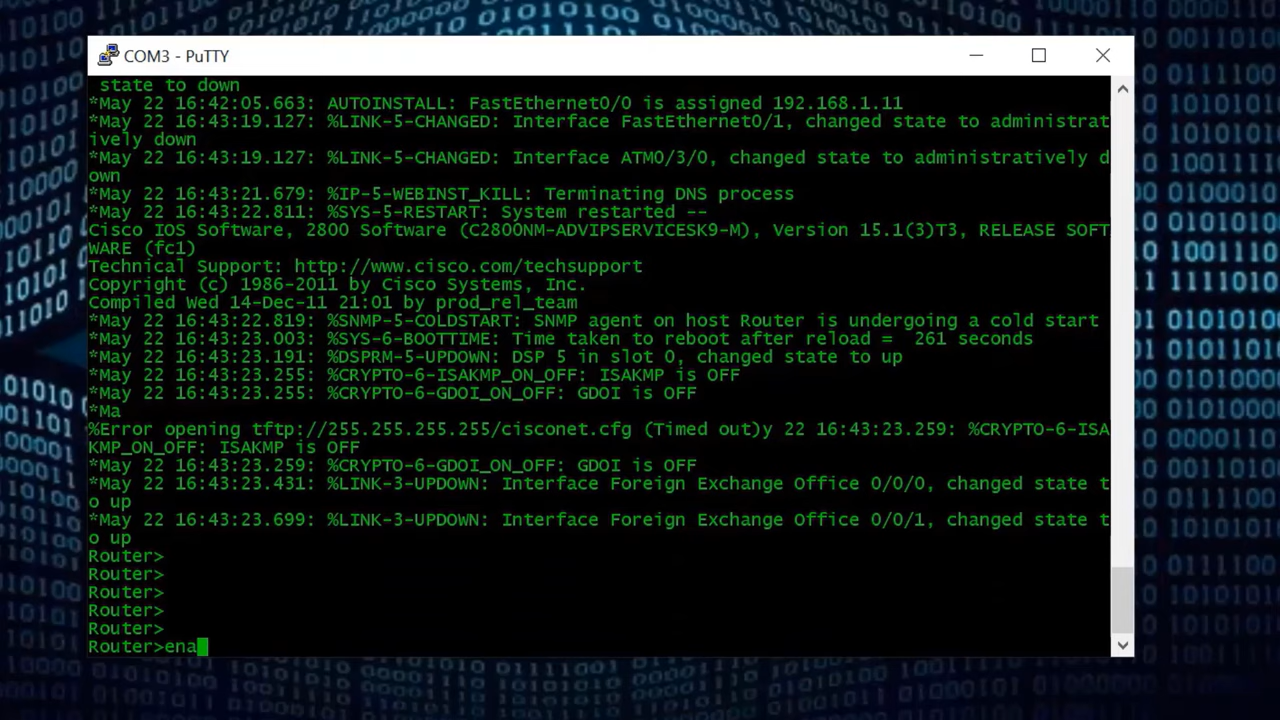 COM3 - PuTTY
state to down
*May 22 16:42:05.663: AUTOINSTALL: FastEthernet0/0 is assigned 192.168.1.11
*May 22 16:43:19.127: %LINK-5-CHANGED: Interface FastEthernet0/1, changed state to administrat
ively down
*May 22 16:43:19.127: %LINK-5-CHANGED: Interface ATM0/3/0, changed state to administratively d
own
*May 22 16:43:21.679: %IP-5-WEBINST_KILL: Terminating DNS process
*May 22 16:43:22.811: %SYS-5-RESTART: System restarted --
Cisco IOS Software, 2800 Software (C2800NM-ADVIPSERVICESK9-M), Version 15.1(3)T3, RELEASE SOFT
WARE (fc1)
Technical Support: http://www.cisco.com/techsupport
Copyright (c) 1986-2011 by Cisco Systems, Inc.
Compiled Wed 14-Dec-11 21:01 by prod_rel_team
*May 22 16:43:22.819: %SNMP-5-COLDSTART: SNMP agent on host Router is undergoing a cold start
*May 22 16:43:23.003: %SYS-6-BOOTTIME: Time taken to reboot after reload =  261 seconds
*May 22 16:43:23.191: %DSPRM-5-UPDOWN: DSP 5 in slot 0, changed state to up
*May 22 16:43:23.255: %CRYPTO-6-ISAKMP_ON_OFF: ISAKMP is OFF
*May 22 16:43:23.255: %CRYPTO-6-GDOI_ON_OFF: GDOI is OFF
*Ma
%Error opening tftp://255.255.255.255/cisconet.cfg (Timed out)y 22 16:43:23.259: %CRYPTO-6-ISA
KMP_ON_OFF: ISAKMP is OFF
*May 22 16:43:23.259: %CRYPTO-6-GDOI_ON_OFF: GDOI is OFF
*May 22 16:43:23.431: %LINK-3-UPDOWN: Interface Foreign Exchange Office 0/0/0, changed state t
o up
*May 22 16:43:23.699: %LINK-3-UPDOWN: Interface Foreign Exchange Office 0/0/1, changed state t
o up
Router>
Router>
Router>
Router>
Router>
Router>ena